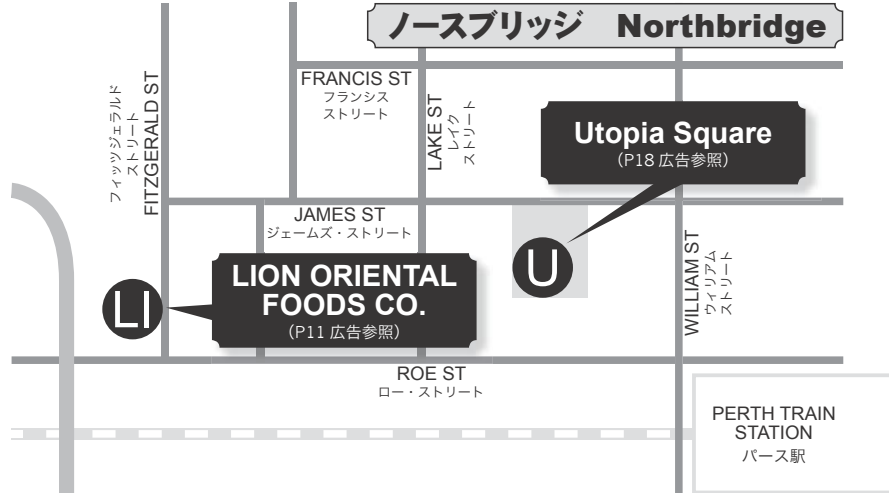 ノースブリッジ Northbridge
FRANCIS ST
フランシス
ストリート
フィッツジェラルド
ストリート
FITZGERALD ST
LAKE ST
レイク
ストリート
Utopia Square
(P18 広告参照)
JAMES ST
ジェームズ・ストリート
LION ORIENTAL
FOODS CO.
(P11 広告参照)
LI
U
WILLIAM ST
ウィリアム
ストリート
ROE ST
ロー・ストリート
PERTH TRAIN
STATION
パース駅